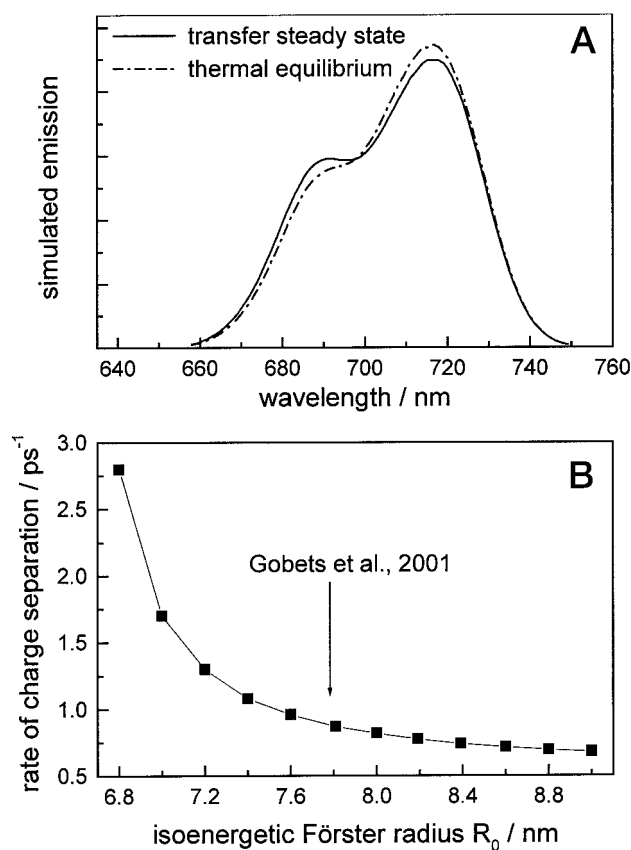 transfer steady state
thermal equilibrium
A
simulated emission
640 660 680 700 720 740 760
wavelength / nm
3.0
2.5
2.0
1.5
1.0
0.5
B
Gobets et al., 2001
rate of charge separation / ps⁻¹
6.8 7.2 7.6 8.0 8.4 8.8
isoenergetic Förster radius R₀ / nm